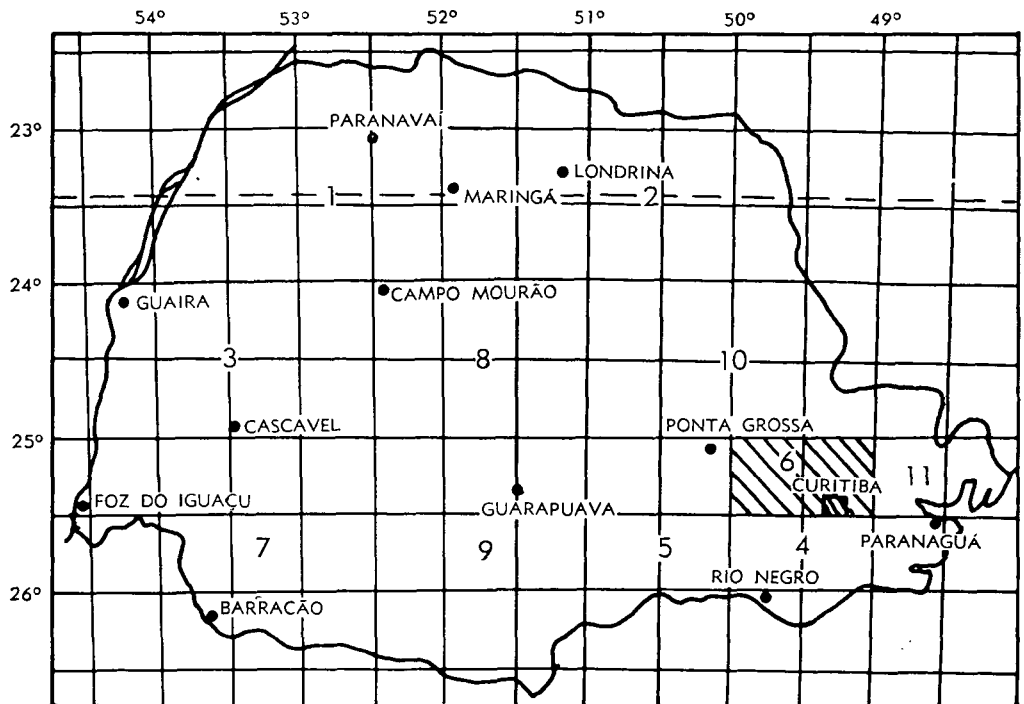 54° 53° 52° 51° 50° 49°
23°
PARANAVAÍ
LONDRINA
1
MARINGÁ
2
24°
GUAIRA
CAMPO MOURÃO
3
8
10
CASCAVEL
PONTA GROSSA
25°
6
11
CURITIBA
FOZ DO IGUAÇU
GUARAPUAVA
PARANAGUÁ
7
9
5
4
RIO NEGRO
26°
BARRACÃO